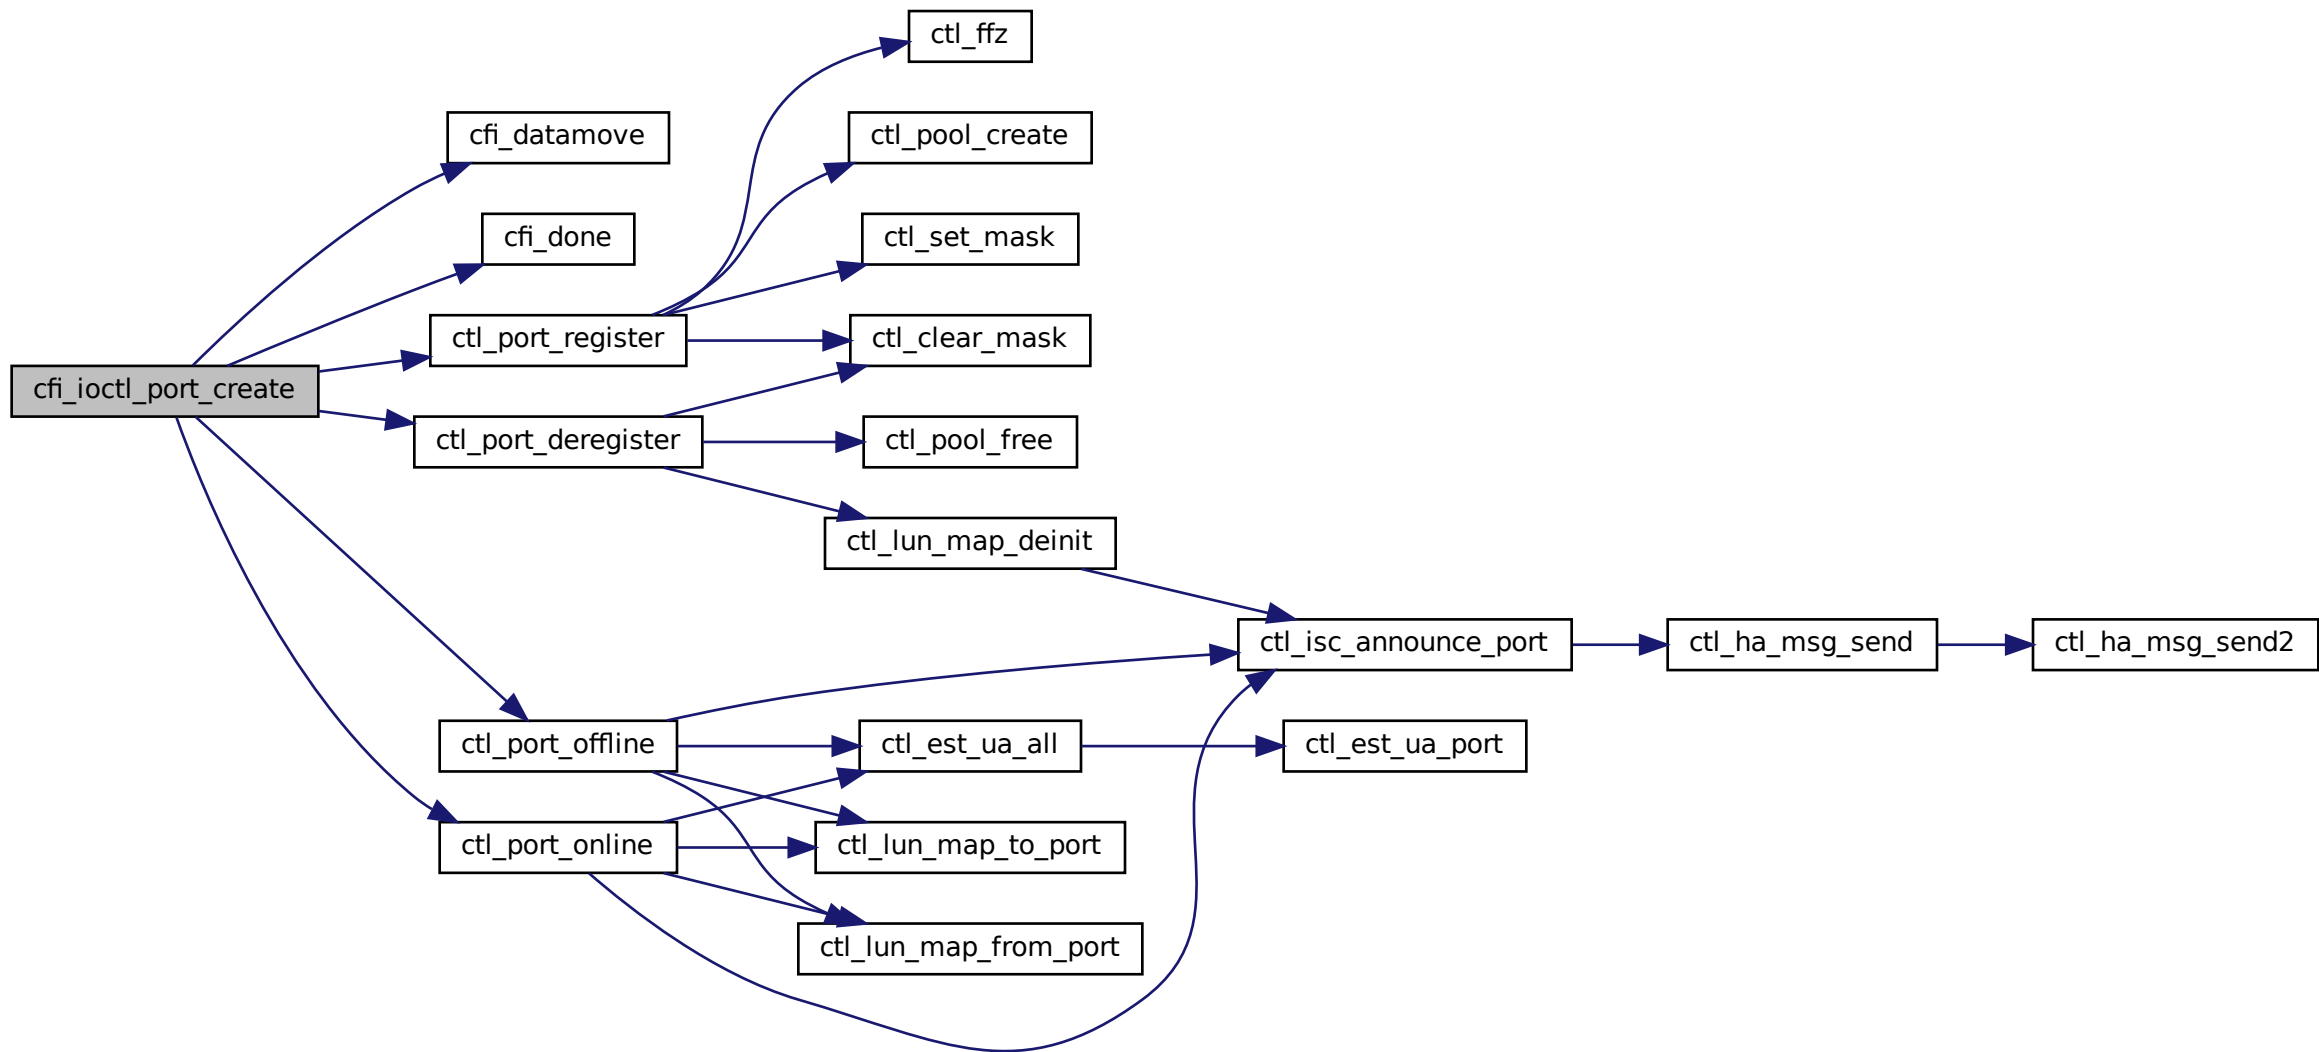 ctl_ffz
cfi_datamove
ctl_pool_create
cfi_done
ctl_set_mask
ctl_port_register
ctl_clear_mask
cfi_ioctl_port_create
ctl_port_deregister
ctl_pool_free
ctl_lun_map_deinit
ctl_isc_announce_port
ctl_ha_msg_send
ctl_ha_msg_send2
ctl_port_offline
ctl_est_ua_all
ctl_est_ua_port
ctl_port_online
ctl_lun_map_to_port
ctl_lun_map_from_port